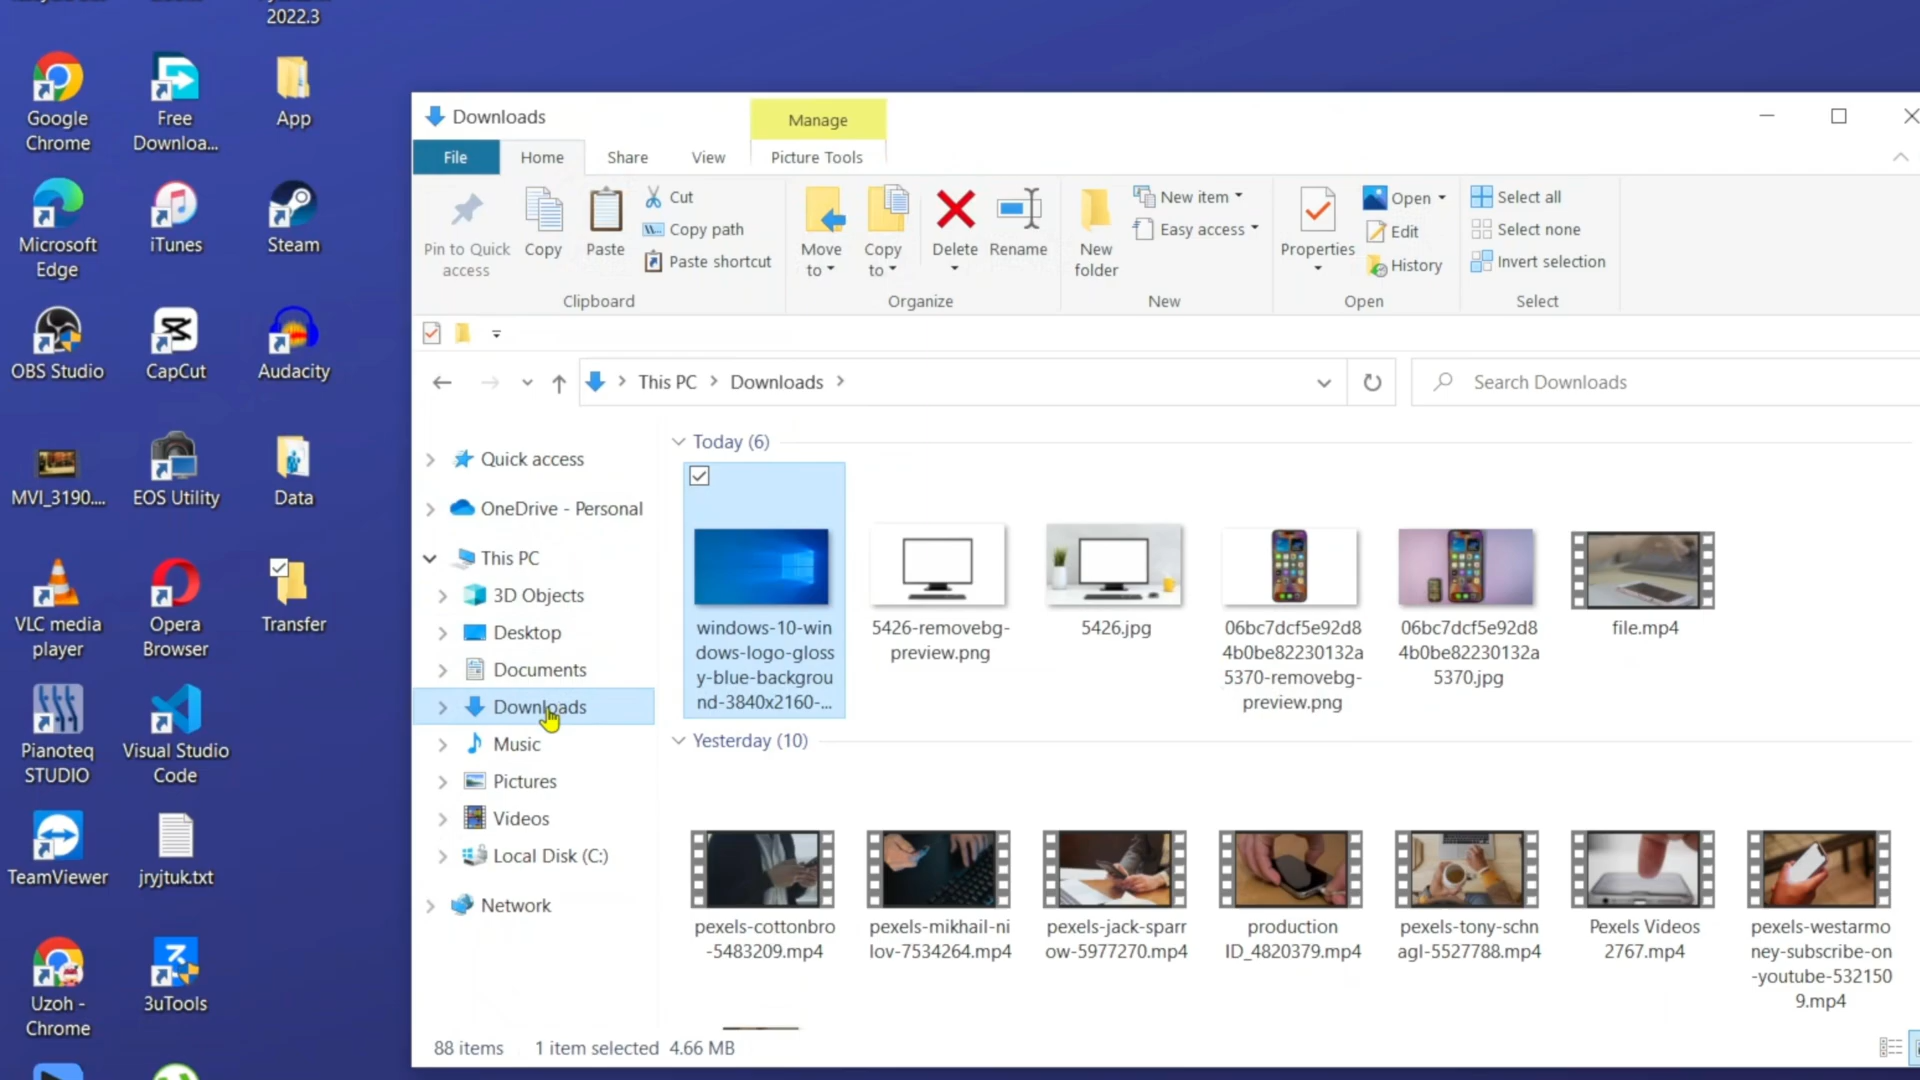 2022.3
Google
Chrome
Free
Downloa...
App
Microsoft
Edge
iTunes
Steam
OBS Studio
CapCut
Audacity
MVI_3190....
EOS Utility
Data
VLC media
player
Opera
Browser
Transfer
Pianoteq
STUDIO
Visual Studio
Code
TeamViewer
jryjtuk.txt
Uzoh -
Chrome
3uTools
Downloads
Manage
File
Home
Share
View
Picture Tools
Pin to Quick
access
Copy
Paste
Cut
Copy path
Paste shortcut
Clipboard
Move
to
Copy
to
Delete
Rename
Organize
New
folder
New item
Easy access
New
Properties
Open
Edit
History
Open
Select all
Select none
Invert selection
Select
This PC
Downloads
Search Downloads
Quick access
OneDrive - Personal
This PC
3D Objects
Desktop
Documents
Downloads
Music
Pictures
Videos
Local Disk (C:)
Network
Today (6)
windows-10-win
dows-logo-gloss
y-blue-backgrou
nd-3840x2160-...
5426-removebg-
preview.png
5426.jpg
06bc7dcf5e92d8
4b0be82230132a
5370-removebg-
preview.png
06bc7dcf5e92d8
4b0be82230132a
5370.jpg
file.mp4
Yesterday (10)
pexels-cottonbro
-5483209.mp4
pexels-mikhail-ni
lov-7534264.mp4
pexels-jack-sparr
ow-5977270.mp4
production
ID_4820379.mp4
pexels-tony-schn
agl-5527788.mp4
Pexels Videos
2767.mp4
pexels-westarmo
ney-subscribe-on
-youtube-532150
9.mp4
88 items
1 item selected 4.66 MB